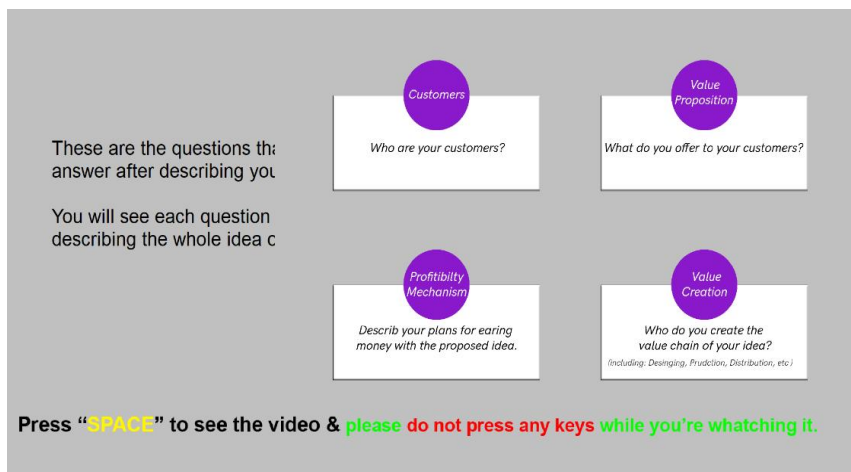 These are the questions
answer after describing
You will see each question
describing the whole idea
Customers
Who are your customers?
Value
Proposition
What do you offer to your customers?
Profitibilty
Mechanism
Describ your plans for earing
money with the proposed idea.
Value
Creation
Who do you create the
value chain of your idea?
(including: Desinging, Prudction, Distribution, etc)
Press “SPACE” to see the video & please do not press any keys while you're whatching it.